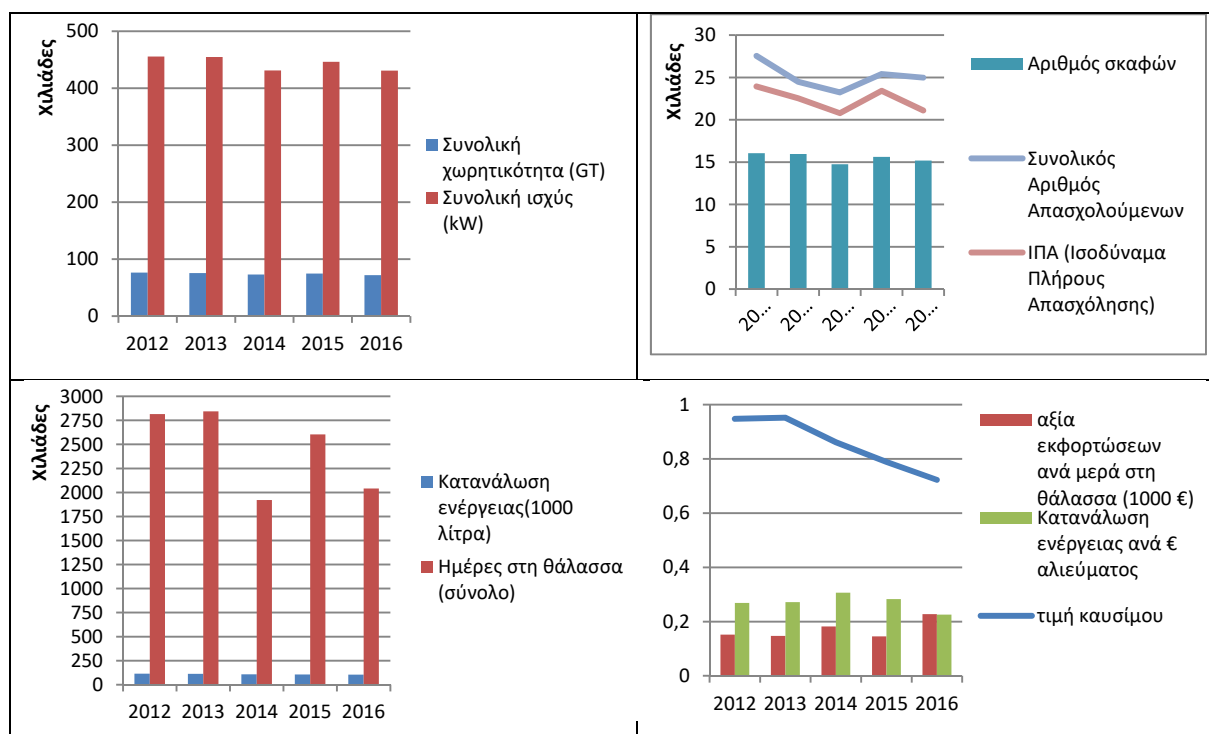 Χιλιάδες
500
450
400
350
300
250
200
150
100
50
0
2012 2013 2014 2015 2016
Συνολική
χωρητικότητα (GT)
Συνολική ισχύς
(kW)
Χιλιάδες
30
25
20
15
10
5
0
20... 20... 20... 20... 20...
Αριθμός σκαφών
Συνολικός
Αριθμός
Απασχολούμενων
ΙΠΑ (Ισοδύναμα
Πλήρους
Απασχόλησης)
Χιλιάδες
3000
2750
2500
2250
2000
1750
1500
1250
1000
750
500
250
0
2012 2013 2014 2015 2016
Κατανάλωση
ενέργειας(1000
λίτρα)
Ημέρες στη θάλασσα
(σύνολο)
1
0,8
0,6
0,4
0,2
0
2012 2013 2014 2015 2016
αξία
εκφορτώσεων
ανά μερά στη
θάλασσα (1000 €)
Κατανάλωση
ενέργειας ανά €
αλιεύματος
τιμή καυσίμου